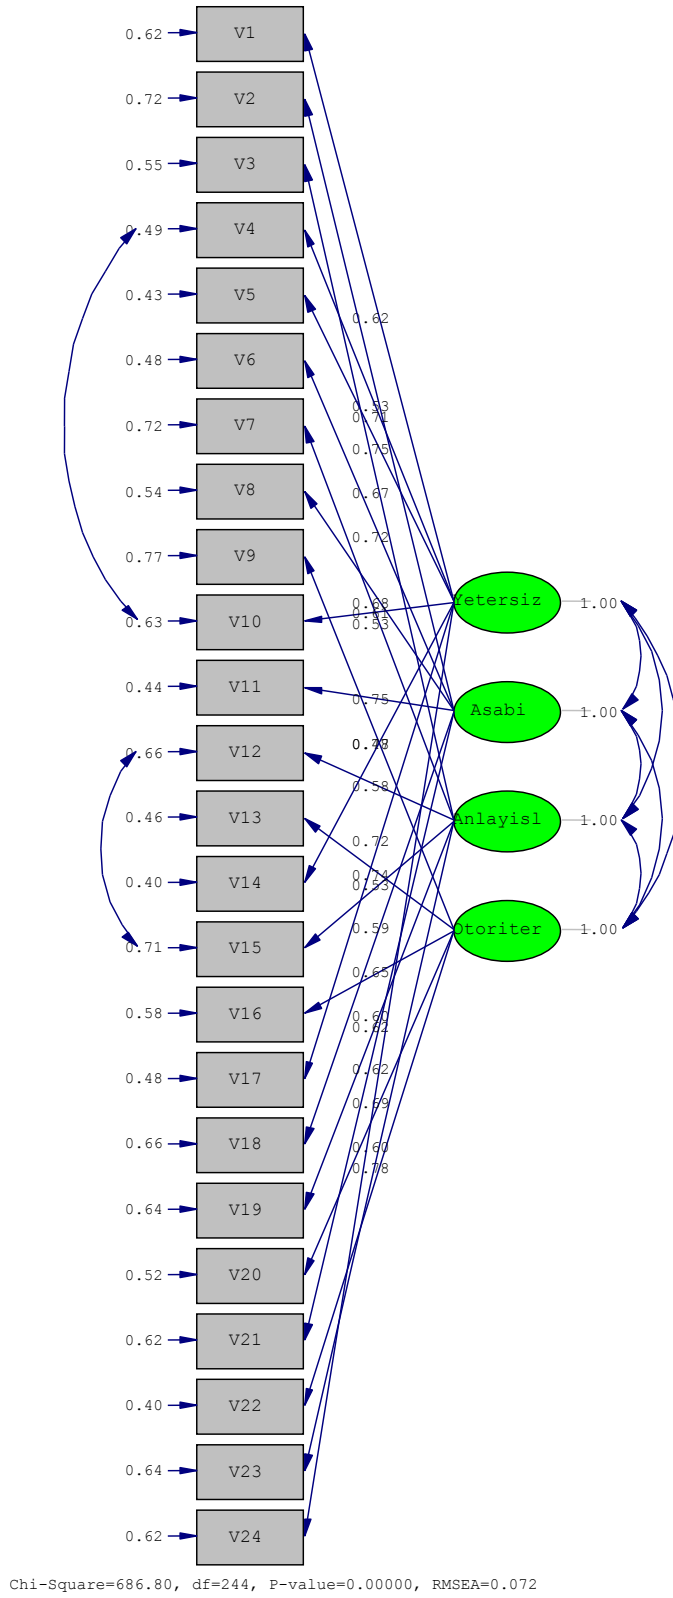 0.62 V1
0.72 V2
0.55 V3
0.49 V4
0.43 V5
0.62
0.48 V6
0.53
0.71
0.72 V7
0.75
0.54 V8
0.67
0.72
0.77 V9
Yetersiz 1.00
0.68
0.61
0.63 V10
0.53
0.44 V11
0.75
Asabi 1.00
0.66 V12
0.58
0.46 V13
Anlayisl 1.00
0.72
0.74
0.40 V14
0.53
0.59
Otoriter 1.00
0.71 V15
0.65
0.58 V16
0.60
0.62
0.62
0.48 V17
0.69
0.66 V18
0.60
0.78
0.64 V19
0.52 V20
0.62 V21
0.40 V22
0.64 V23
0.62 V24
Chi-Square=686.80, df=244, P-value=0.00000, RMSEA=0.072